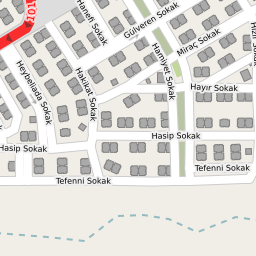 Hanefi Sokak
Gülveren Sokak
Miraç Sokak
Hamiyet Sokak
Heybeliada Sokak
Hakikat Sokak
Hayır Sokak
Hasip Sokak
Hasip Sokak
Tefenni Sokak
Tefenni Sokak